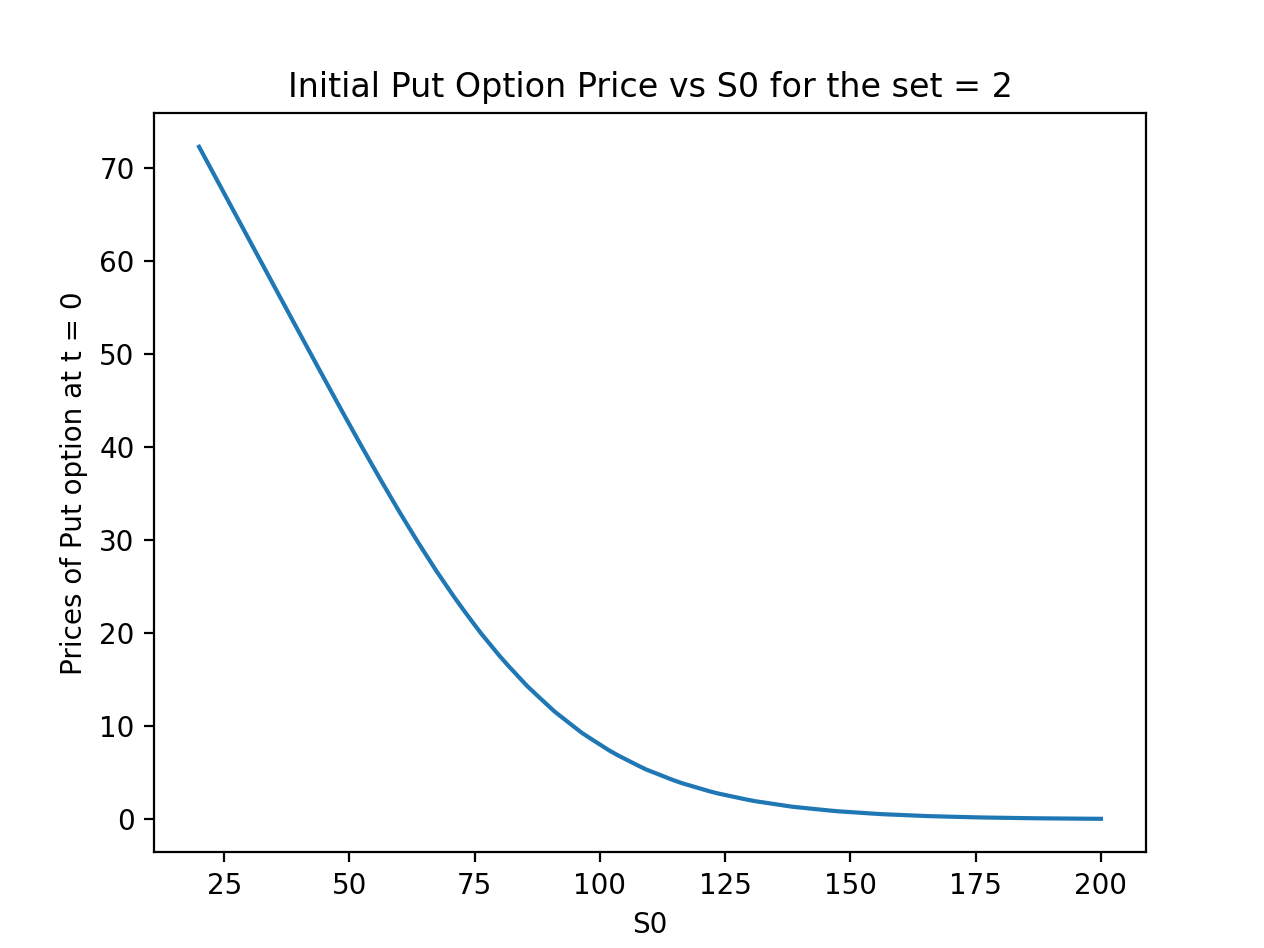 Initial Put Option Price vs S0 for the set = 2
Prices of Put option at t = 0
70
60
50
40
30
20
10
0
25 50 75 100 125 150 175 200
S0